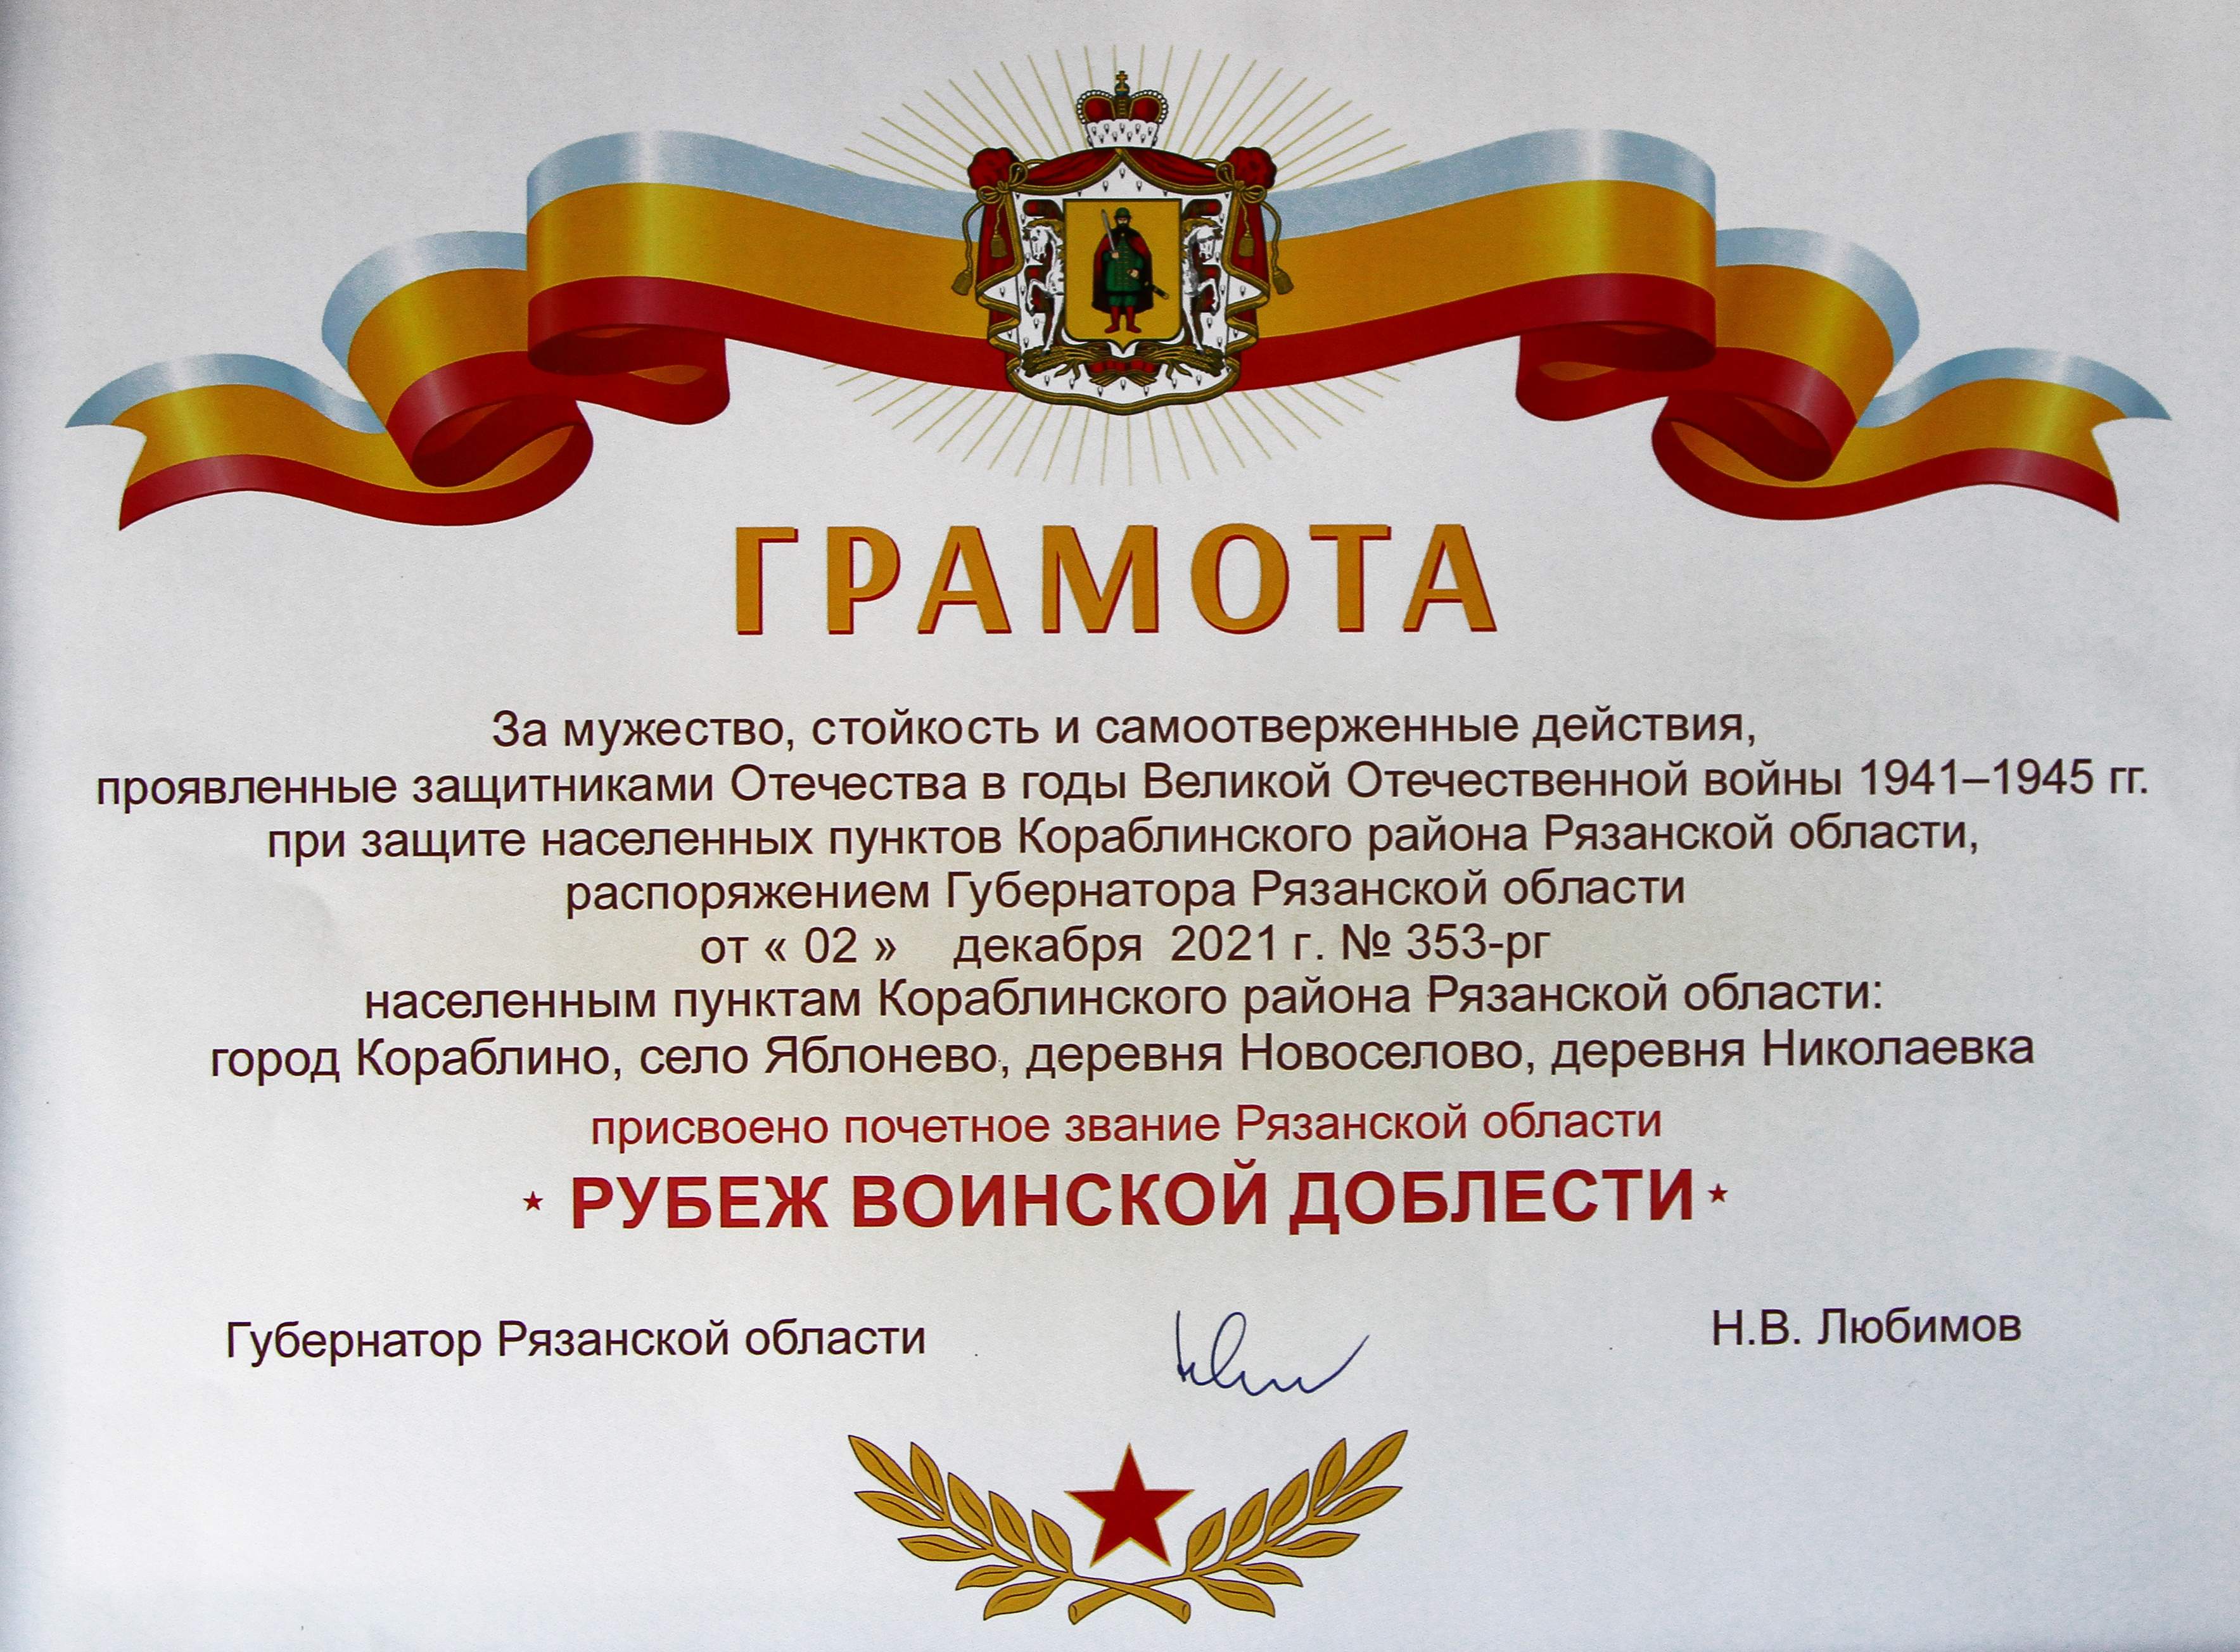 ГРАМОТА
За мужество, стойкость и самоотверженные действия,
проявленные защитниками Отечества в годы Великой Отечественной войны 1941–1945 гг.
при защите населенных пунктов Кораблинского района Рязанской области,
распоряжением Губернатора Рязанской области
от « 02 » декабря 2021 г. № 353-рг
населенным пунктам Кораблинского района Рязанской области:
город Кораблино, село Яблонево, деревня Новоселово, деревня Николаевка
присвоено почетное звание Рязанской области
РУБЕЖ ВОИНСКОЙ ДОБЛЕСТИ
Губернатор Рязанской области Н.В. Любимов